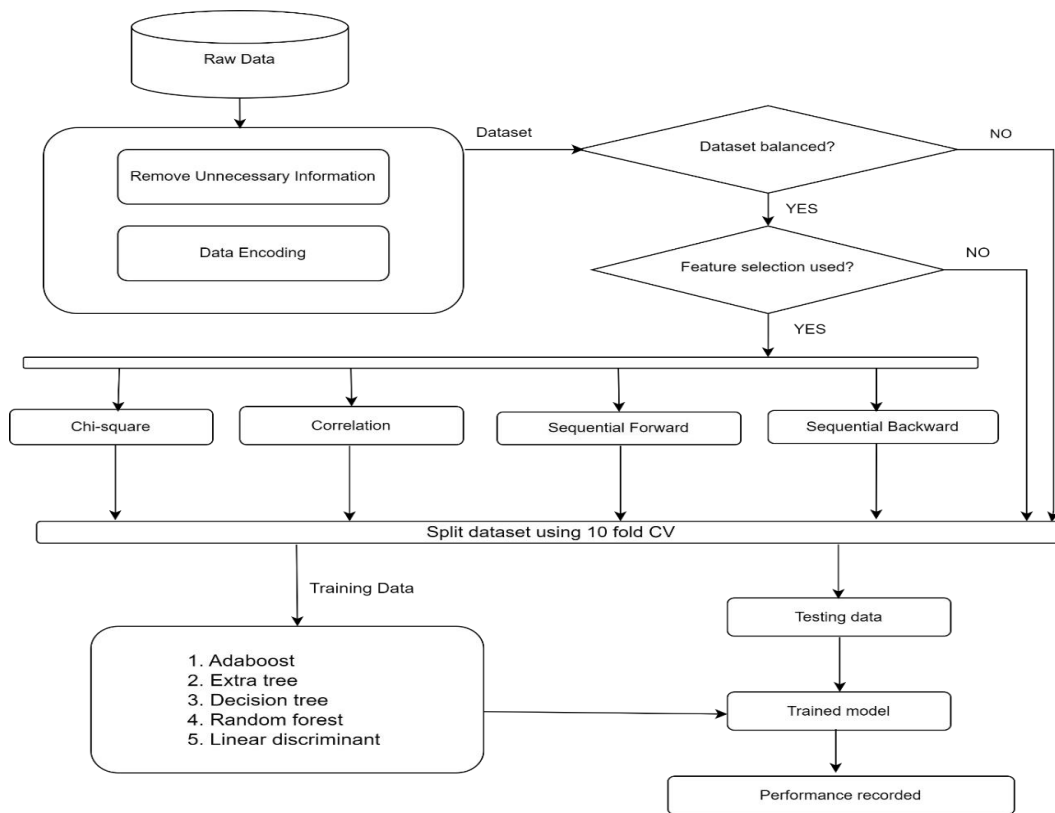 Raw Data
Dataset
NO
Dataset balanced?
Remove Unnecessary Information
YES
Data Encoding
NO
Feature selection used?
YES
Chi-square
Correlation
Sequential Forward
Sequential Backward
Split dataset using 10 fold CV
Training Data
Testing data
1. Adaboost
2. Extra tree
3. Decision tree
4. Random forest
5. Linear discriminant
Trained model
Performance recorded